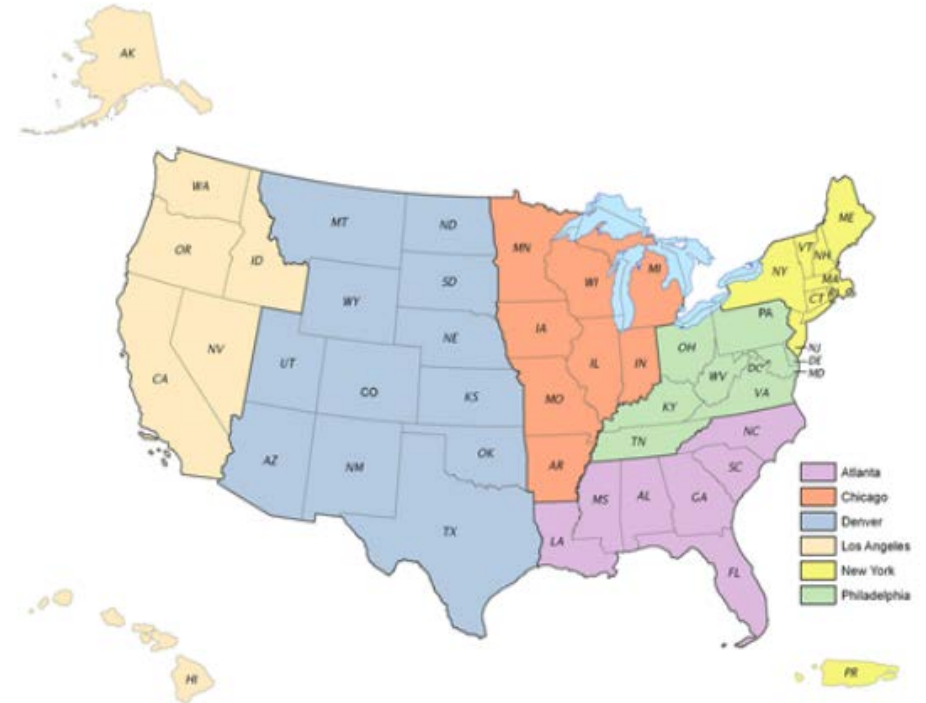 AK
WA
MT
ND
MN
ME
OR
ID
SD
WI
MI
NY
VT
NH
MA
CT
WY
IA
PA
NV
UT
NE
IL
IN
OH
NJ
DE
MD
CA
CO
KS
MO
WV
DC
VA
KY
AZ
NM
OK
AR
TN
NC
SC
TX
LA
MS
AL
GA
FL
Atlanta
Chicago
Denver
Los Angeles
New York
Philadelphia
HI
PR